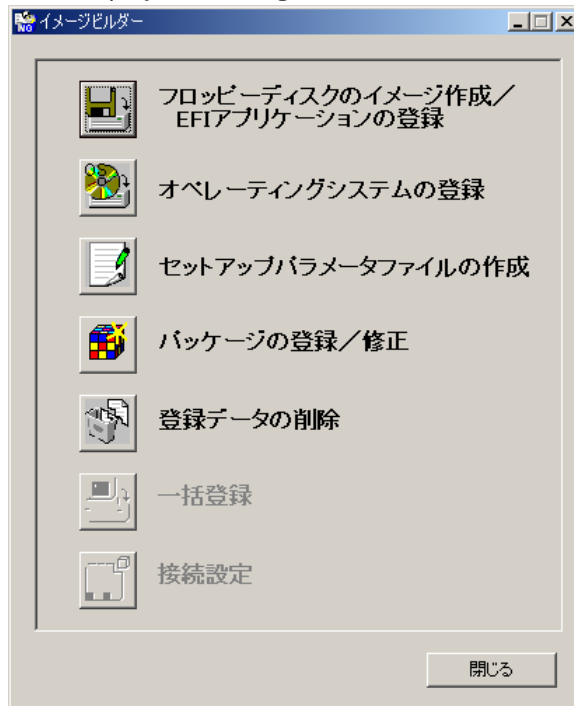 イメージビルダー
フロッピーディスクのイメージ作成／
EFIアプリケーションの登録
オペレーティングシステムの登録
セットアップパラメータファイルの作成
パッケージの登録／修正
登録データの削除
一括登録
接続設定
閉じる